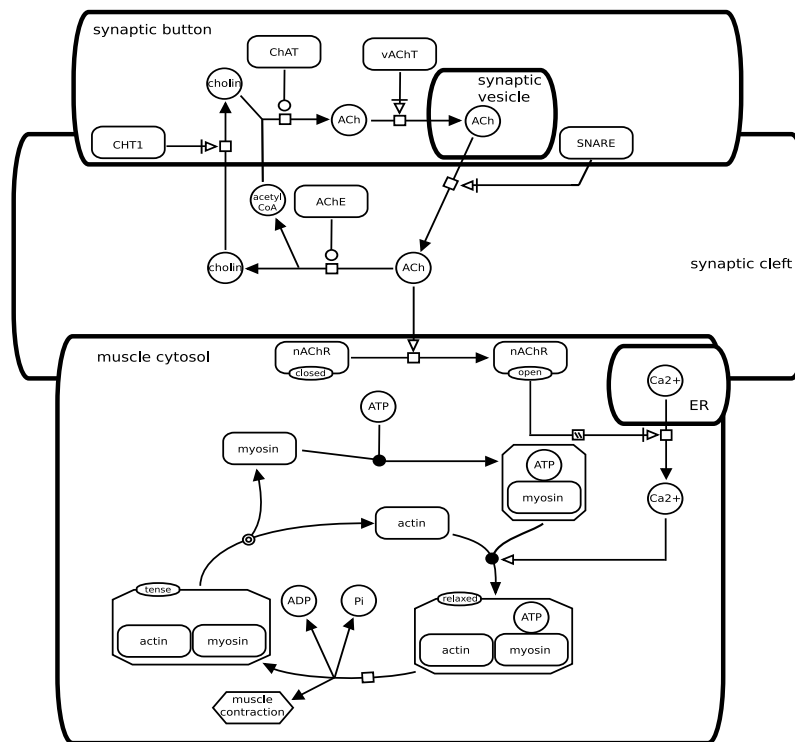 synaptic button
ChAT
vAChT
synaptic
vesicle
cholin
ACh
ACh
CHT1
SNARE
acetyl
CoA
AChE
cholin
ACh
synaptic cleft
muscle cytosol
nAChR
closed
nAChR
open
Ca2+
ER
ATP
myosin
ATP
myosin
Ca2+
actin
tense
actin
myosin
ADP
Pi
relaxed
ATP
actin
myosin
muscle
contraction